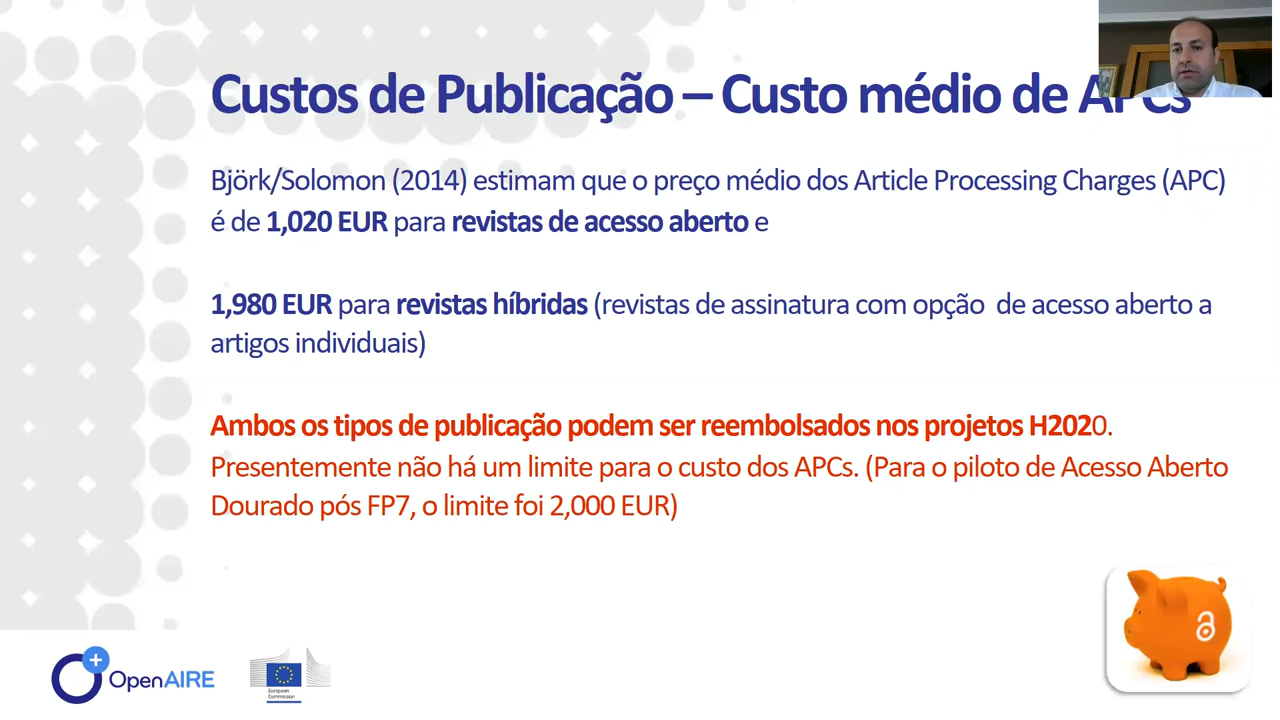 Custos de Publicação – Custo médio de APCs
Björk/Solomon (2014) estimam que o preço médio dos Article Processing Charges (APC)
é de 1,020 EUR para revistas de acesso aberto e
1,980 EUR para revistas híbridas (revistas de assinatura com opção  de acesso aberto a
artigos individuais)
Ambos os tipos de publicação podem ser reembolsados nos projetos H2020.
Presentemente não há um limite para o custo dos APCs. (Para o piloto de Acesso Aberto
Dourado pós FP7, o limite foi 2,000 EUR)
OpenAIRE
European
Commission